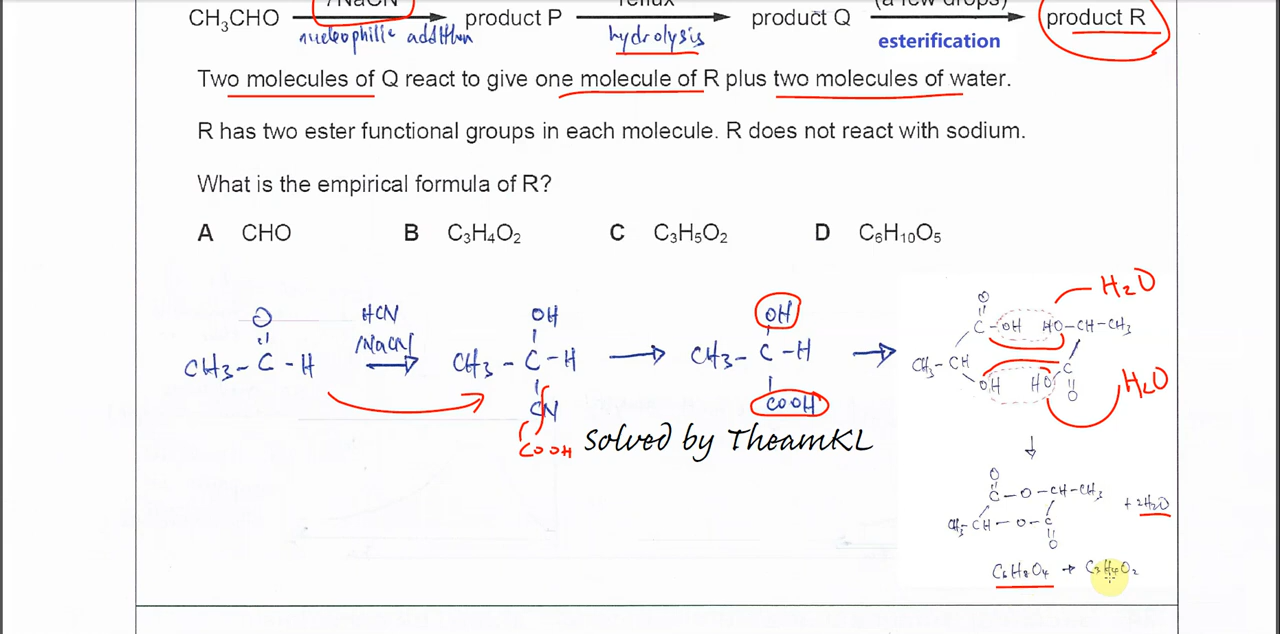 /NaCN
CH3CHO product P product Q product R
nucleophilic addition hydrolysis esterification
Two molecules of Q react to give one molecule of R plus two molecules of water.
R has two ester functional groups in each molecule. R does not react with sodium.
What is the empirical formula of R?
A CHO B C3H4O2 C C3H5O2 D C6H10O5
O
CH3 - C - H
HCN
/NaCN
OH
CH3 - C - H
CN
COOH
OH
CH3 - C - H
COOH
H2O
O
C - OH HO - CH - CH3
CH3 - CH C
OH HO O
H2O
Solved by TheamKL
O
C - O - CH - CH3
+ 2H2O
CH3 - CH - O - C
O
C6H8O4 → C3H4O2